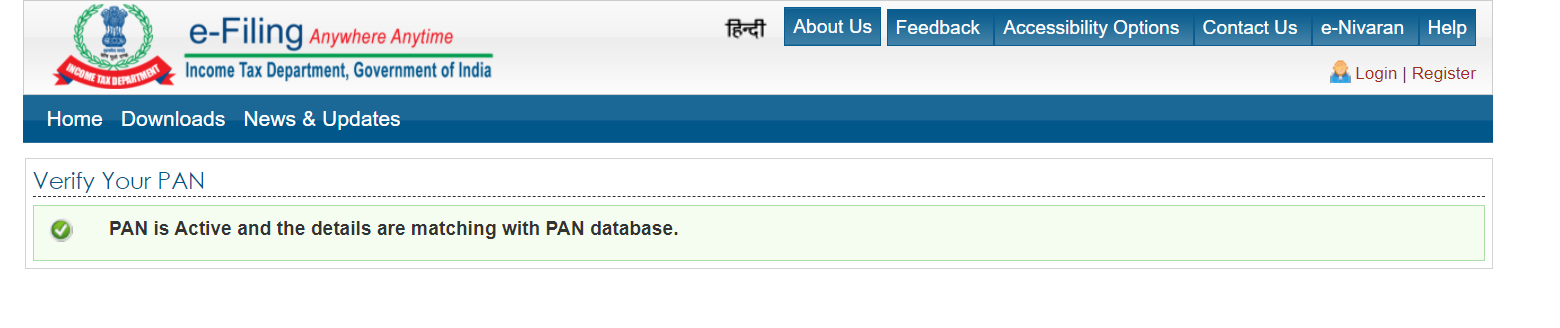 e-Filing Anywhere Anytime
Income Tax Department, Government of India
INCOME TAX DEPARTMENT
हिन्दी About Us Feedback Accessibility Options Contact Us e-Nivaran Help
Login | Register
Home Downloads News & Updates
Verify Your PAN
PAN is Active and the details are matching with PAN database.